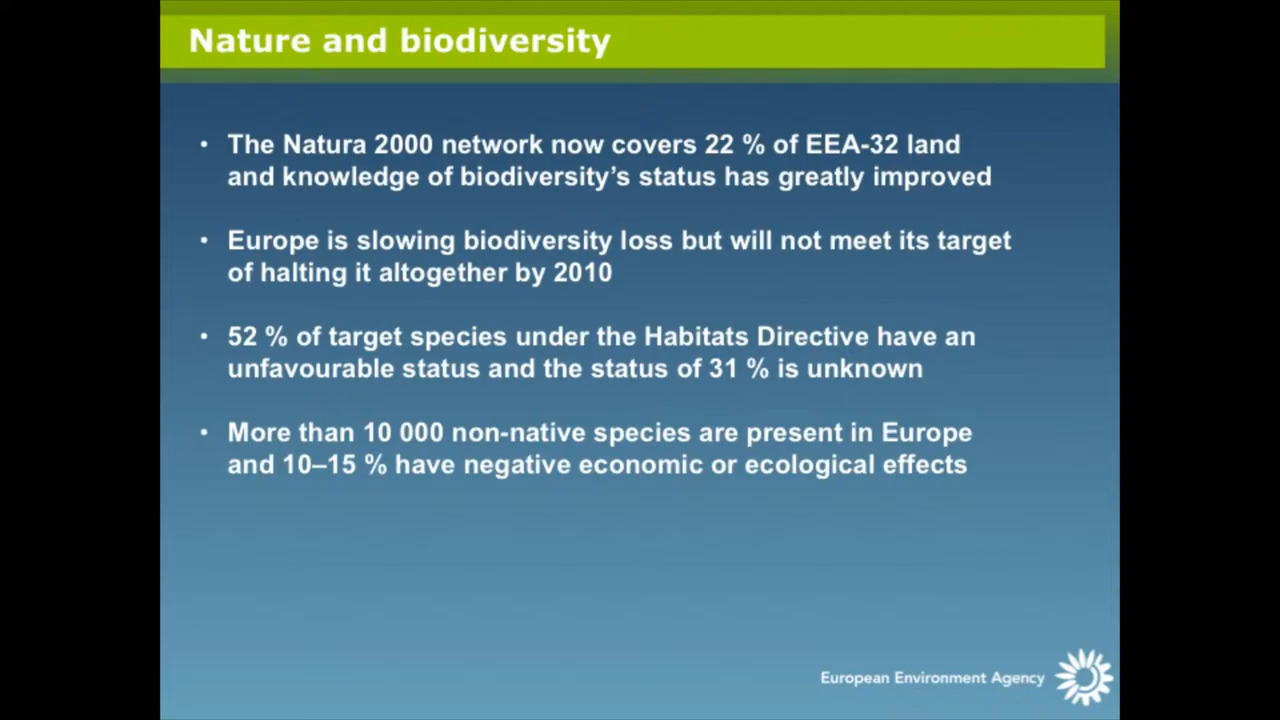 Nature and biodiversity
• The Natura 2000 network now covers 22 % of EEA-32 land
and knowledge of biodiversity’s status has greatly improved
• Europe is slowing biodiversity loss but will not meet its target
of halting it altogether by 2010
• 52 % of target species under the Habitats Directive have an
unfavourable status and the status of 31 % is unknown
• More than 10 000 non-native species are present in Europe
and 10–15 % have negative economic or ecological effects
European Environment Agency